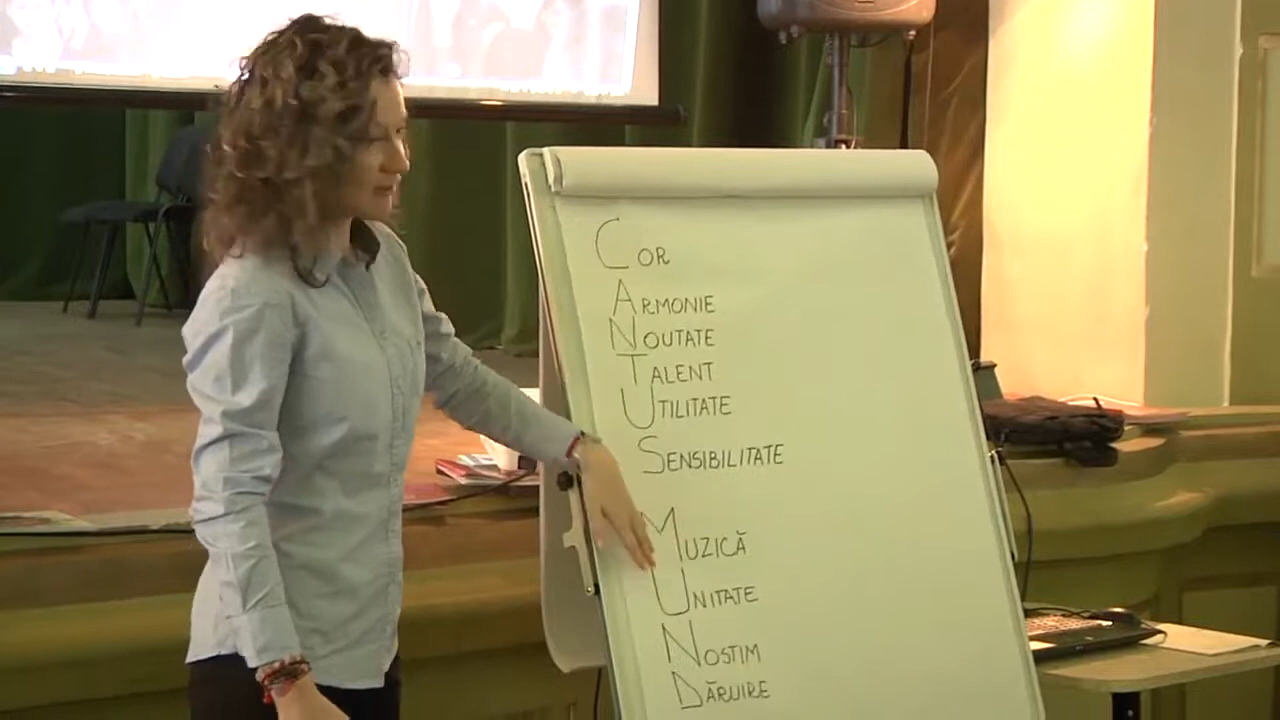 COR
ARMONIE
NOUTATE
TALENT
UTILITATE
SENSIBILITATE
MUZICĂ
UNITATE
NOSTIM
DĂRUIRE